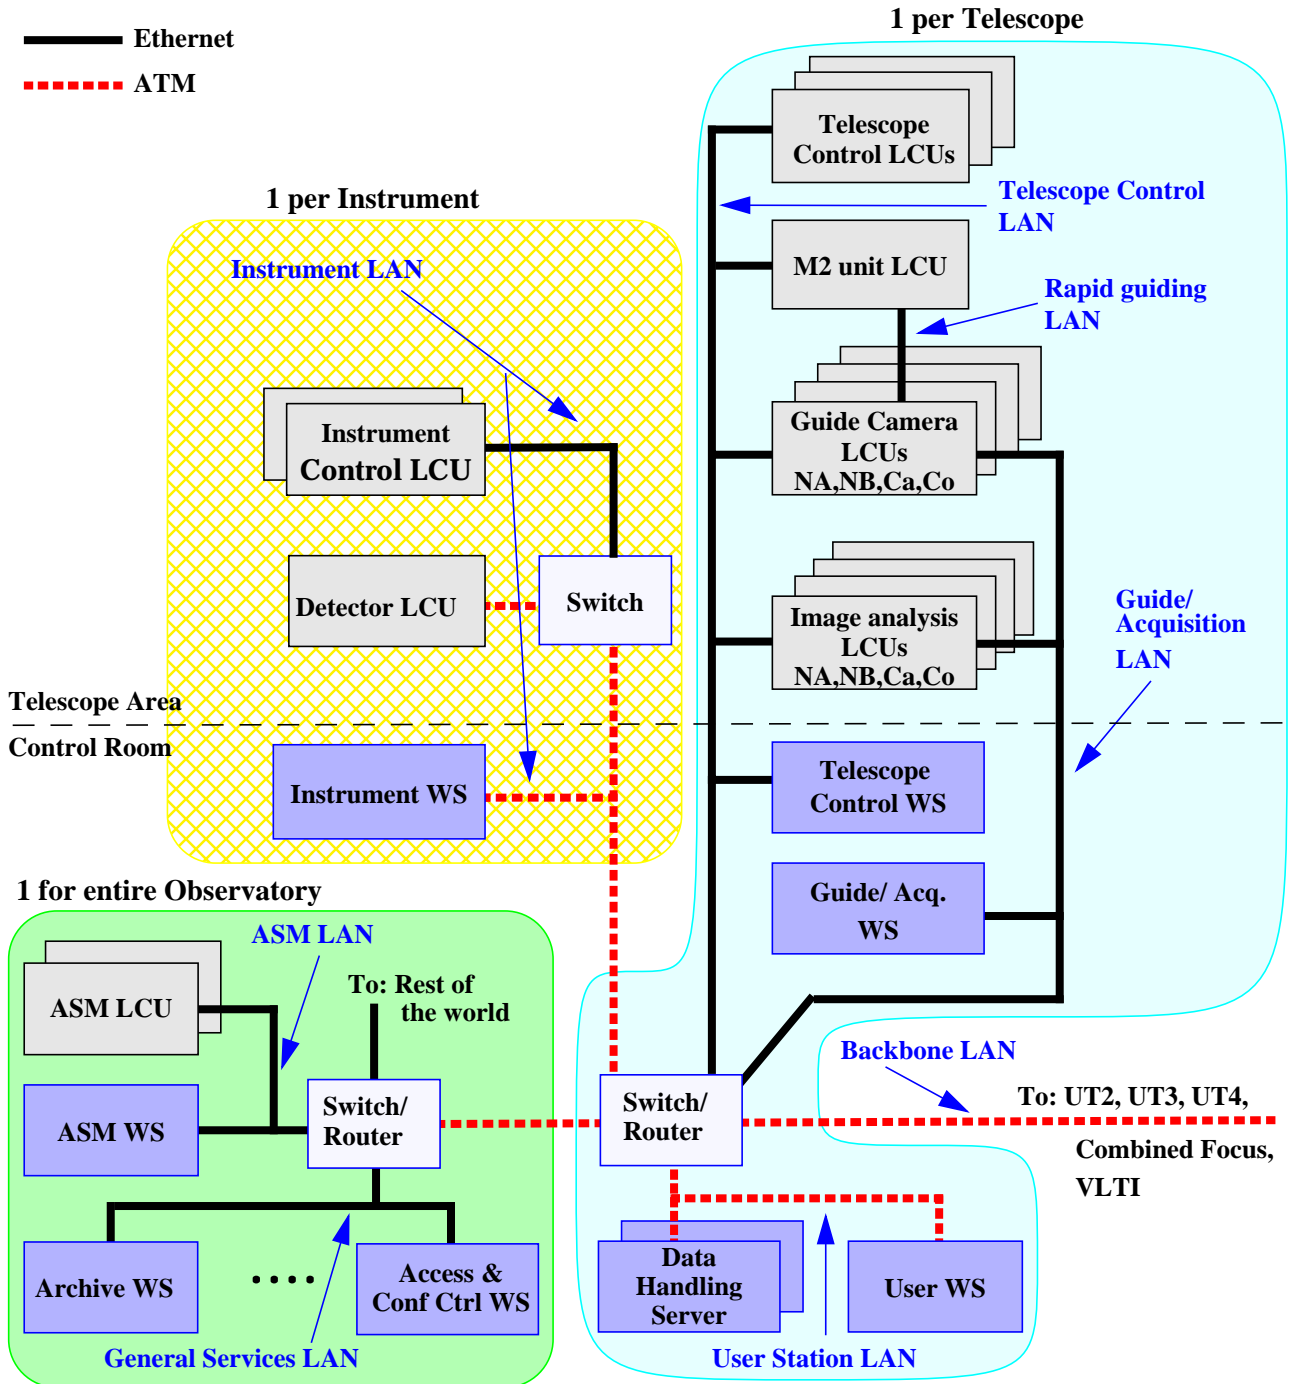 1 per Telescope
Ethernet
ATM
Telescope
Control LCUs
Telescope Control
LAN
M2 unit LCU
Rapid guiding
LAN
Guide Camera
LCUs
NA,NB,Ca,Co
Image analysis
LCUs
NA,NB,Ca,Co
Guide/
Acquisition
LAN
1 per Instrument
Instrument LAN
Instrument
Control LCU
Detector LCU
Switch
Telescope Area
Control Room
Instrument WS
Telescope
Control WS
Guide/ Acq.
WS
1 for entire Observatory
ASM LAN
ASM LCU
To: Rest of
the world
ASM WS
Switch/
Router
Switch/
Router
Backbone LAN
To: UT2, UT3, UT4,
Combined Focus,
VLTI
Archive WS
....
Access &
Conf Ctrl WS
General Services LAN
Data
Handling
Server
User WS
User Station LAN